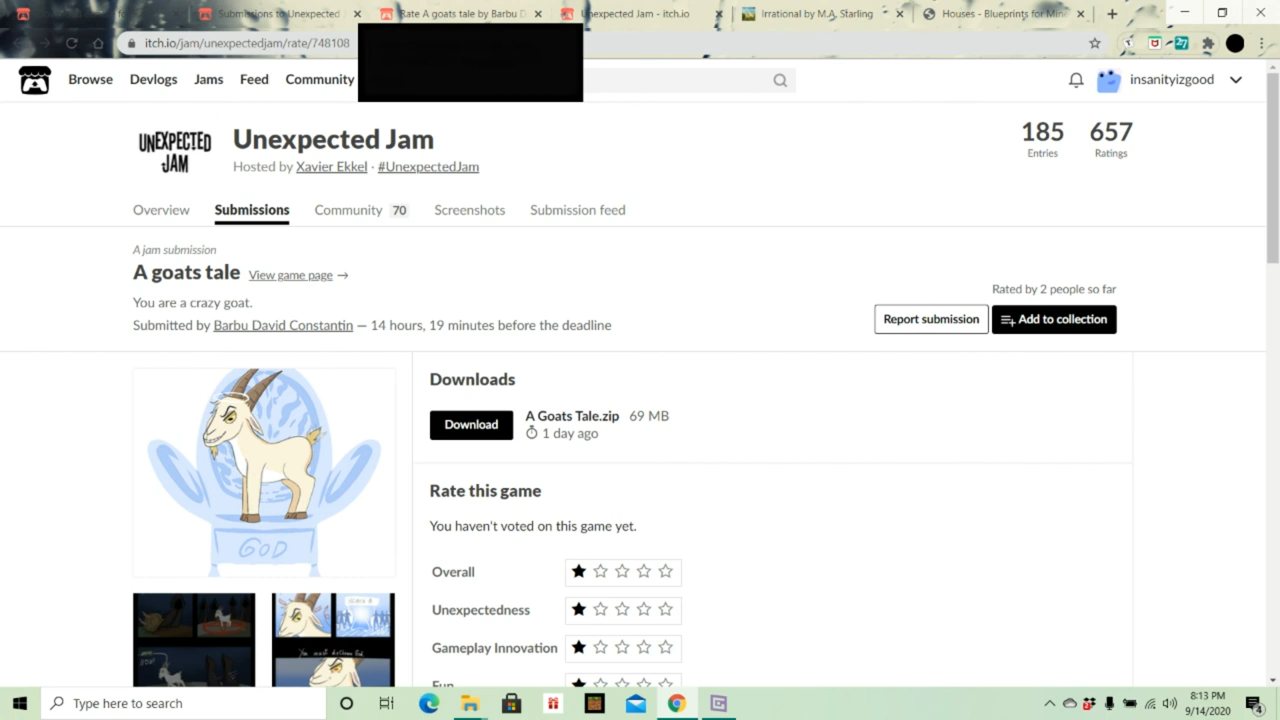 Submissions to Unexpected
Rate A goats tale by Barbu D
Unexpected Jam - itch.io
Irrational by M.A. Starling
Houses - Blueprints for Mine
itch.io/jam/unexpectedjam/rate/748108
27
Browse Devlogs Jams Feed Community
insanityizgood
UNEXPECTED
JAM
Unexpected Jam
Hosted by Xavier Ekkel · #UnexpectedJam
185 657
Entries Ratings
Overview Submissions Community 70 Screenshots Submission feed
A jam submission
A goats tale View game page →
You are a crazy goat.
Rated by 2 people so far
Submitted by Barbu David Constantin — 14 hours, 19 minutes before the deadline
Report submission Add to collection
Downloads
Download A Goats Tale.zip 69 MB
1 day ago
GOD
Rate this game
You haven't voted on this game yet.
Overall
Unexpectedness
Gameplay Innovation
Fun
Type here to search
8:13 PM
9/14/2020
4